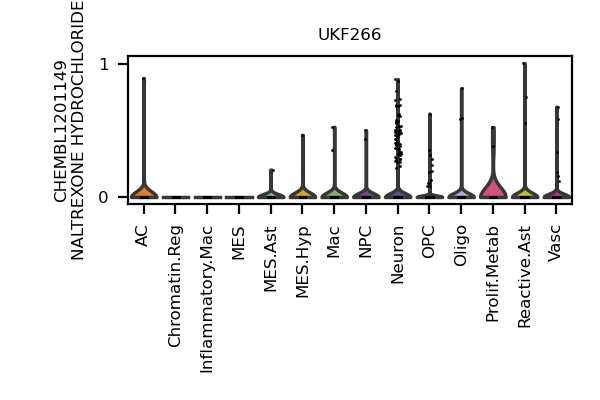 UKF266
CHEMBL1201149
NALTREXONE HYDROCHLORIDE
1
0
AC
Chromatin.Reg
Inflammatory.Mac
MES
MES.Ast
MES.Hyp
Mac
NPC
Neuron
OPC
Oligo
Prolif.Metab
Reactive.Ast
Vasc